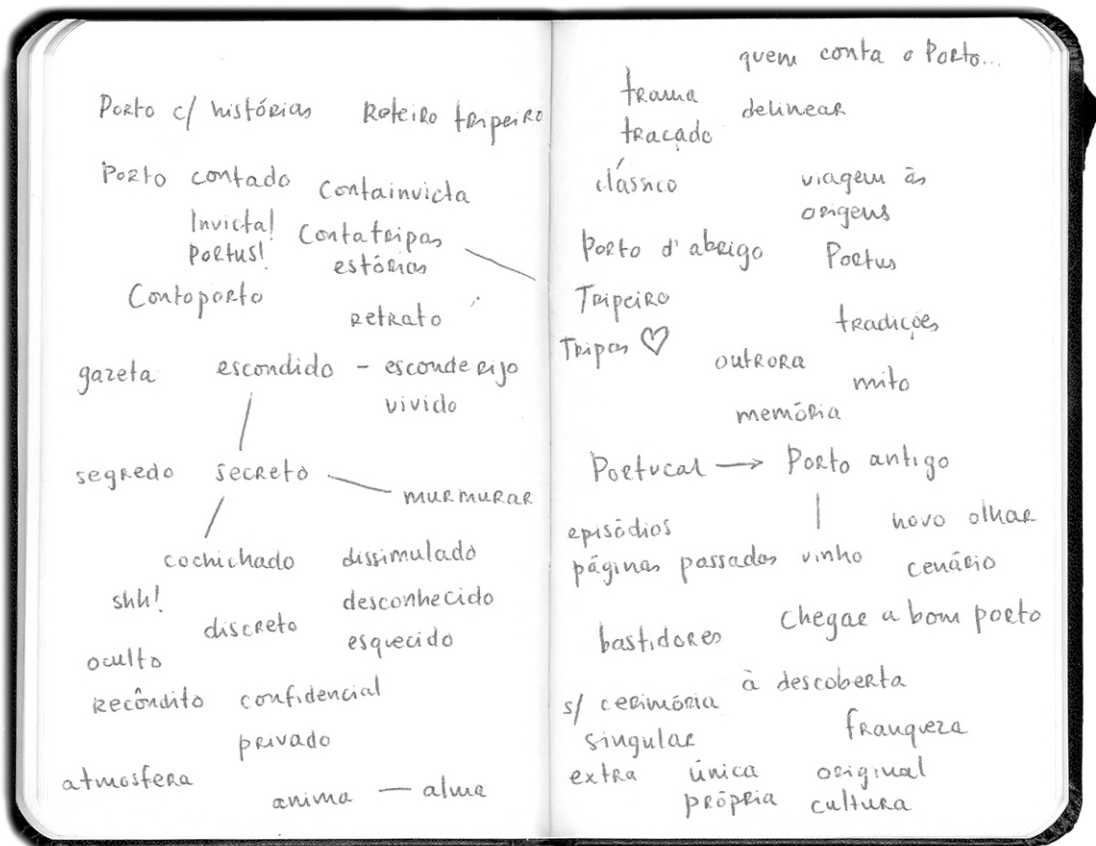 Porto c/ histórias Roteiro tripeiro
Porto contado Containvicta
Invicta! Contatripas
Portus! estórias
Contoporto
retrato
gazeta escondido - esconderijo
vivido
segredo secreto
murmurar
cochichado dissimulado
shh! desconhecido
discreto esquecido
oculto
recôndito confidencial
privado
atmosfera
anima — alma
quem conta o Porto...
trama delinear
traçado
clássico viagem às
origens
Porto d'abrigo Portus
Tripeiro
tradições
Tripas ♡ outrora
mito
memória
Portucal → Porto antigo
episódios novo olhar
páginas passadas vinho cenário
bastidores Chegar a bom porto
à descoberta
s/ cerimónia
singular franqueza
extra única original
própria cultura